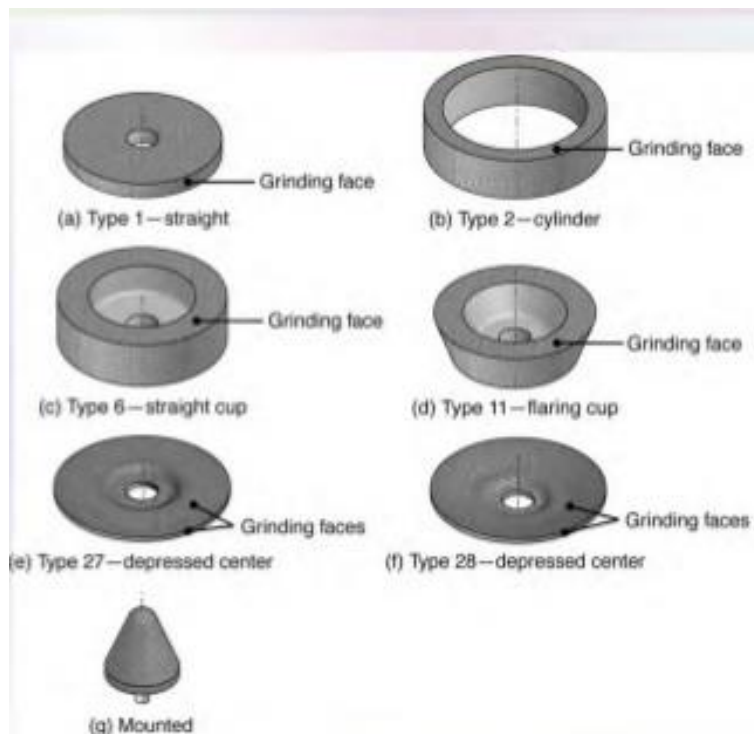 Grinding face
(a) Type 1—straight
Grinding face
(b) Type 2—cylinder
Grinding face
(c) Type 6—straight cup
Grinding face
(d) Type 11—flaring cup
Grinding faces
(e) Type 27—depressed center
Grinding faces
(f) Type 28—depressed center
(g) Mounted